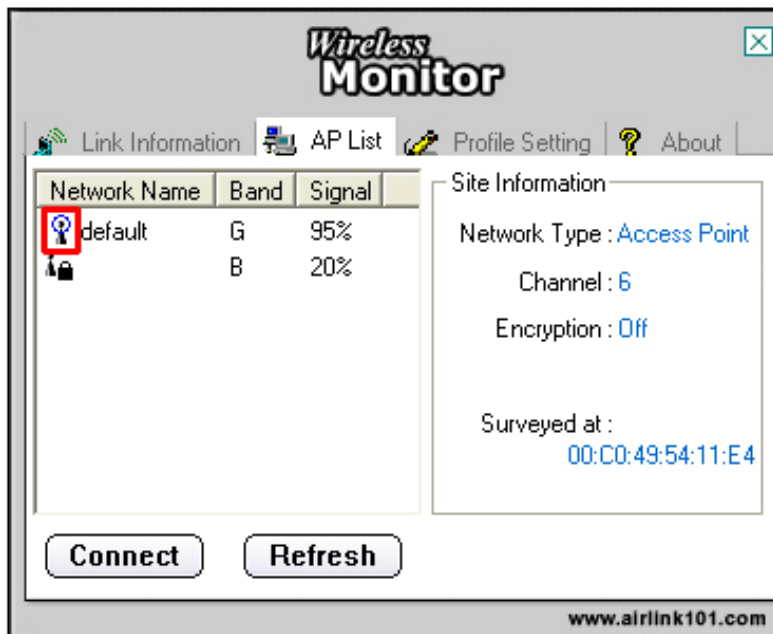 Wireless
Monitor
Link Information
AP List
Profile Setting
About
Network Name Band Signal
default G 95%
B 20%
Site Information
Network Type : Access Point
Channel : 6
Encryption : Off
Surveyed at :
00:C0:49:54:11:E4
Connect
Refresh
www.airlink101.com